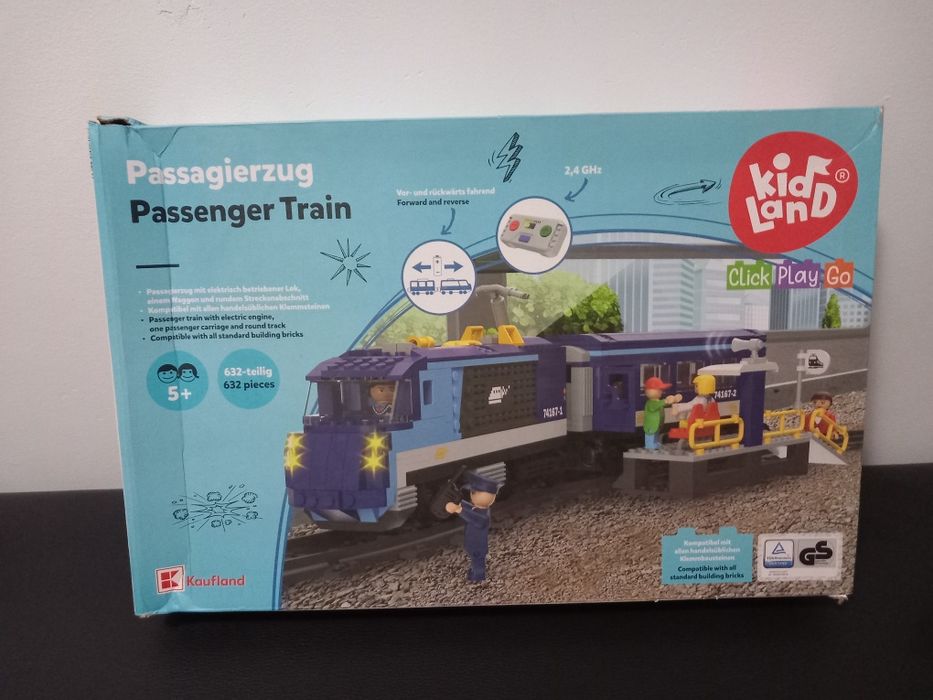 Passagierzug
Passenger Train
Vor- und rückwärts fahrend
Forward and reverse
2,4 GHz
kid
LanD
®
Click Play Go
• Passagierzug mit elektrisch betriebener Lok,
einem Waggon und rundem Streckenabschnitt
• Kompatibel mit allen handelsüblichen Klemmsteinen
• Passenger train with electric engine,
one passenger carriage and round track
• Compatible with all standard building bricks
5+
632-teilig
632 pieces
74167-1
74167-2
Kaufland
Kompatibel mit
allen handelsüblichen
Klemmbausteinen
Compatible with all
standard building bricks
GS